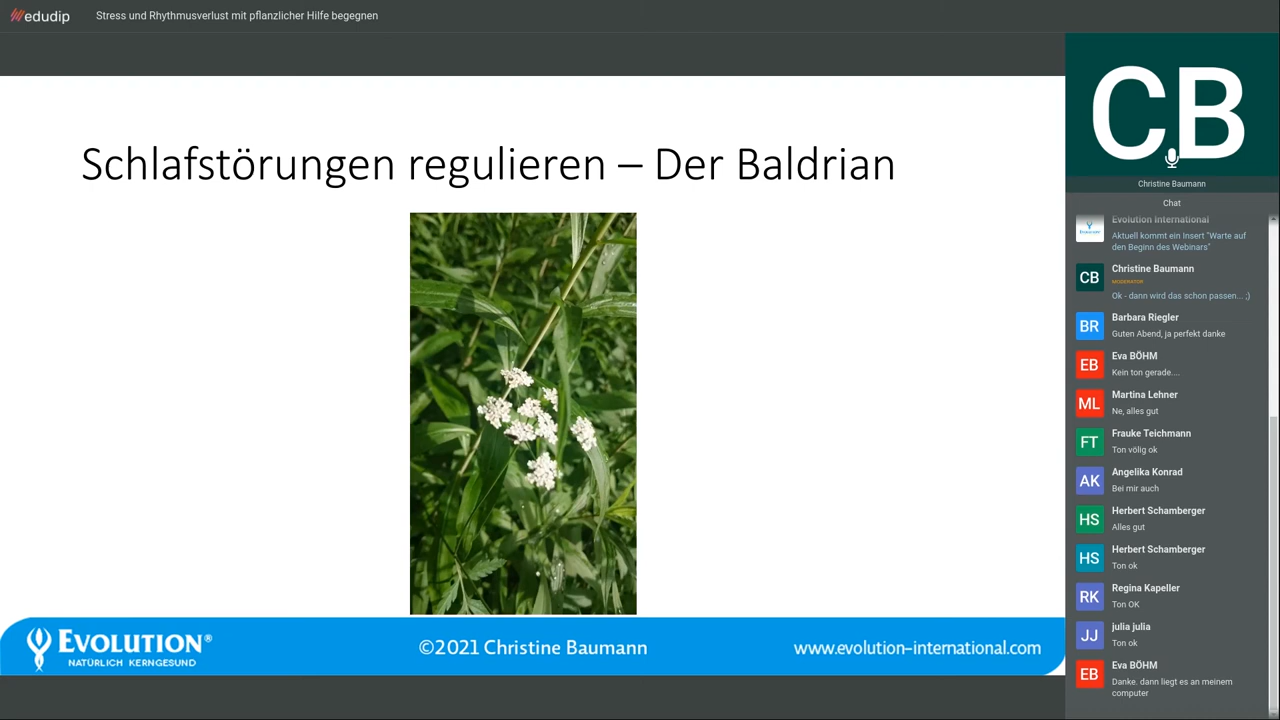 edudip
Stress und Rhythmusverlust mit pflanzlicher Hilfe begegnen
Schlafstörungen regulieren – Der Baldrian
EVOLUTION®
NATÜRLICH KERNGESUND
©2021 Christine Baumann
www.evolution-international.com
CB
Christine Baumann
Chat
Evolution International
Aktuell kommt ein Insert "Warte auf
den Beginn des Webinars"
CB
Christine Baumann
MODERATOR
Ok - dann wird das schon passen... ;)
BR
Barbara Riegler
Guten Abend, ja perfekt danke
EB
Eva BÖHM
Kein ton gerade....
ML
Martina Lehner
Ne, alles gut
FT
Frauke Teichmann
Ton völig ok
AK
Angelika Konrad
Bei mir auch
HS
Herbert Schamberger
Alles gut
HS
Herbert Schamberger
Ton ok
RK
Regina Kapeller
Ton OK
JJ
julia julia
Ton ok
EB
Eva BÖHM
Danke. dann liegt es an meinem
computer